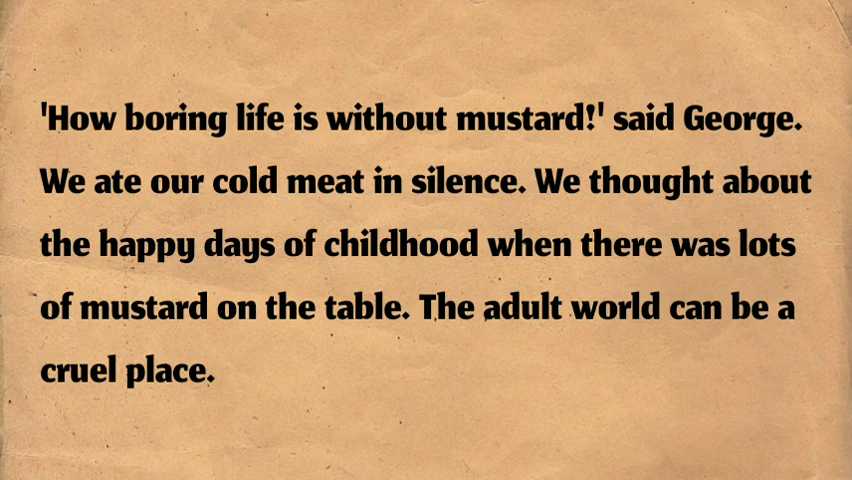 'How boring life is without mustard!' said George.
We ate our cold meat in silence. We thought about
the happy days of childhood when there was lots
of mustard on the table. The adult world can be a
cruel place.